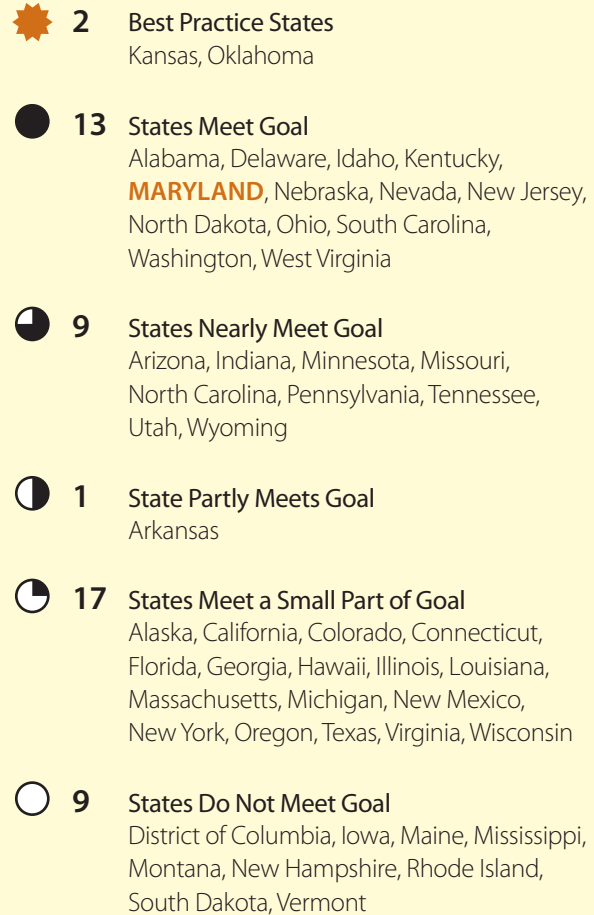 2 Best Practice States
Kansas, Oklahoma
13 States Meet Goal
Alabama, Delaware, Idaho, Kentucky,
MARYLAND, Nebraska, Nevada, New Jersey,
North Dakota, Ohio, South Carolina,
Washington, West Virginia
9 States Nearly Meet Goal
Arizona, Indiana, Minnesota, Missouri,
North Carolina, Pennsylvania, Tennessee,
Utah, Wyoming
1 State Partly Meets Goal
Arkansas
17 States Meet a Small Part of Goal
Alaska, California, Colorado, Connecticut,
Florida, Georgia, Hawaii, Illinois, Louisiana,
Massachusetts, Michigan, New Mexico,
New York, Oregon, Texas, Virginia, Wisconsin
9 States Do Not Meet Goal
District of Columbia, Iowa, Maine, Mississippi,
Montana, New Hampshire, Rhode Island,
South Dakota, Vermont